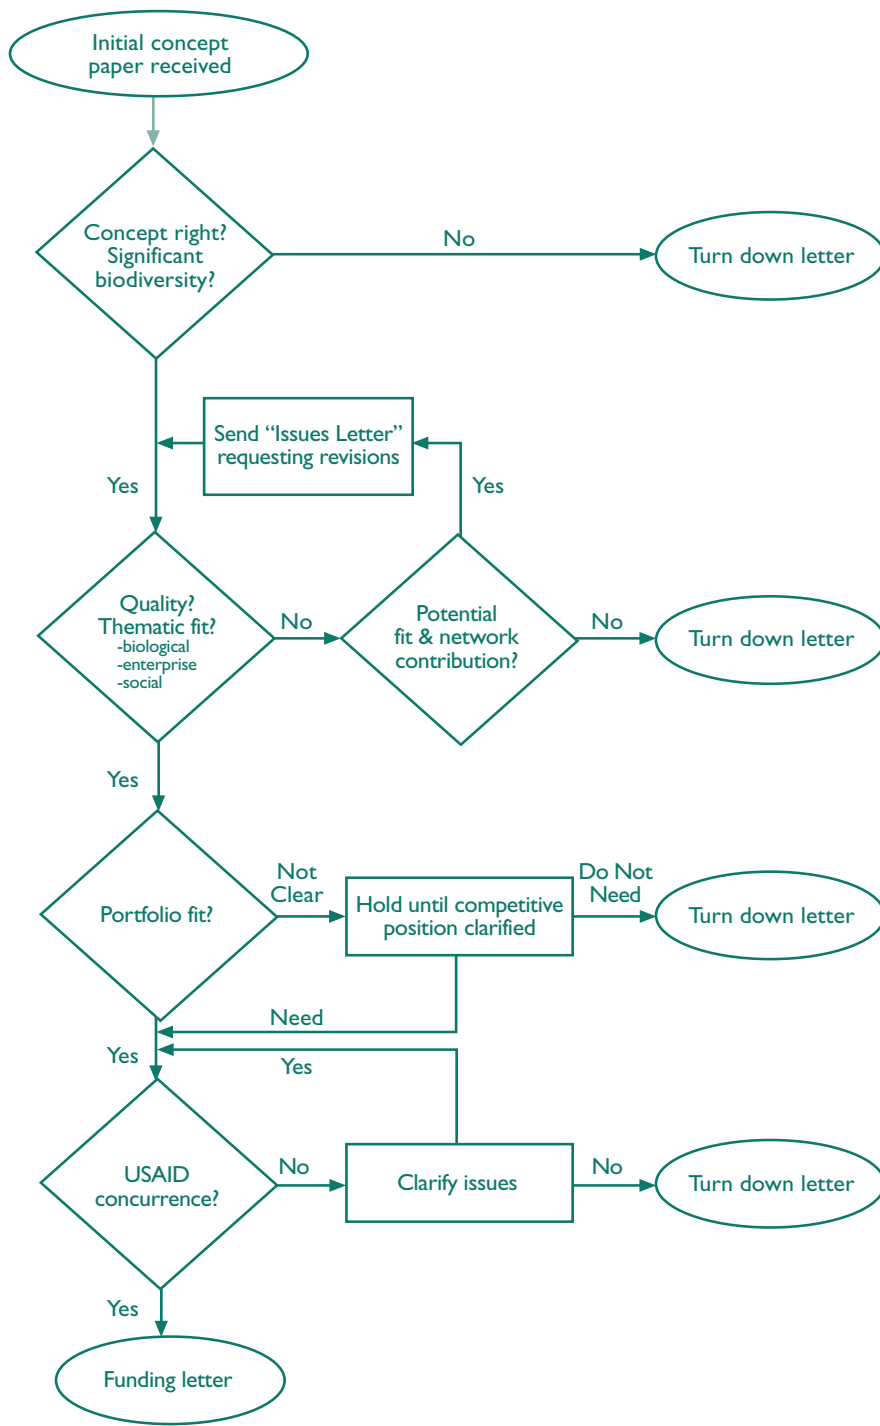 Initial concept
paper received
Concept right?
Significant
biodiversity?
No
Turn down letter
Send “Issues Letter”
requesting revisions
Yes
Yes
Quality?
Thematic fit?
-biological
-enterprise
-social
No
Potential
fit & network
contribution?
No
Turn down letter
Yes
Portfolio fit?
Not
Clear
Hold until competitive
position clarified
Do Not
Need
Turn down letter
Need
Yes
Yes
USAID
concurrence?
No
Clarify issues
No
Turn down letter
Yes
Funding letter